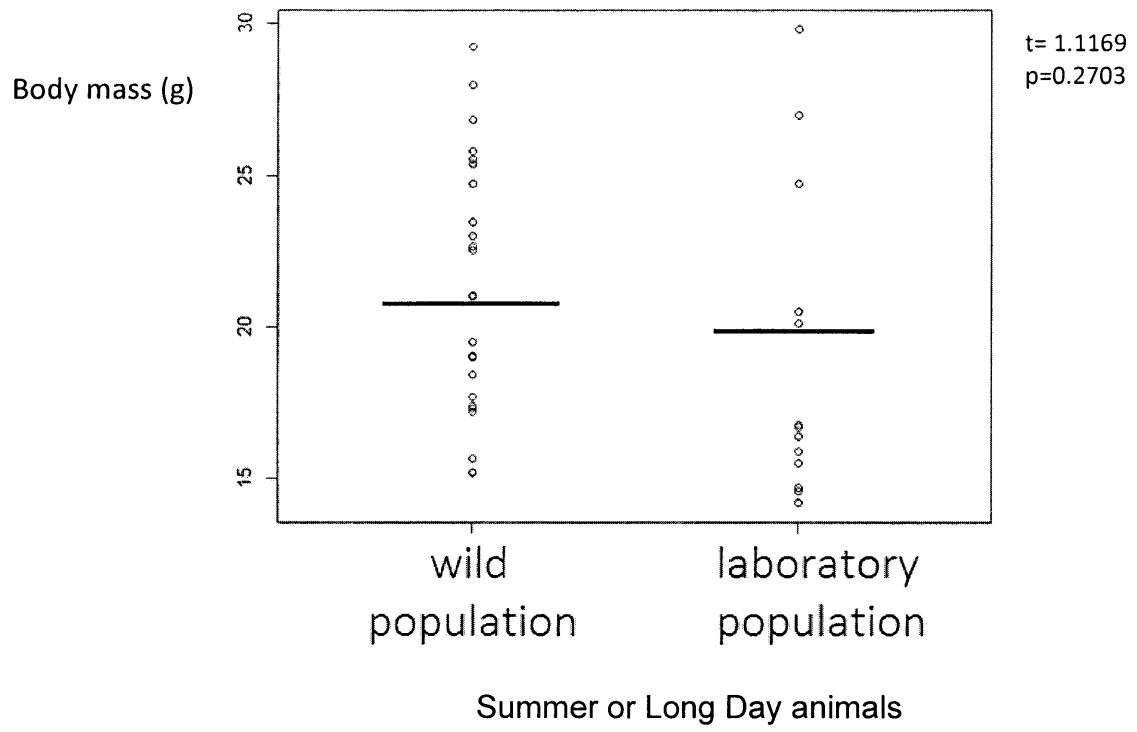 30
t= 1.1169
p=0.2703
Body mass (g)
25
20
15
wild
population
laboratory
population
Summer or Long Day animals